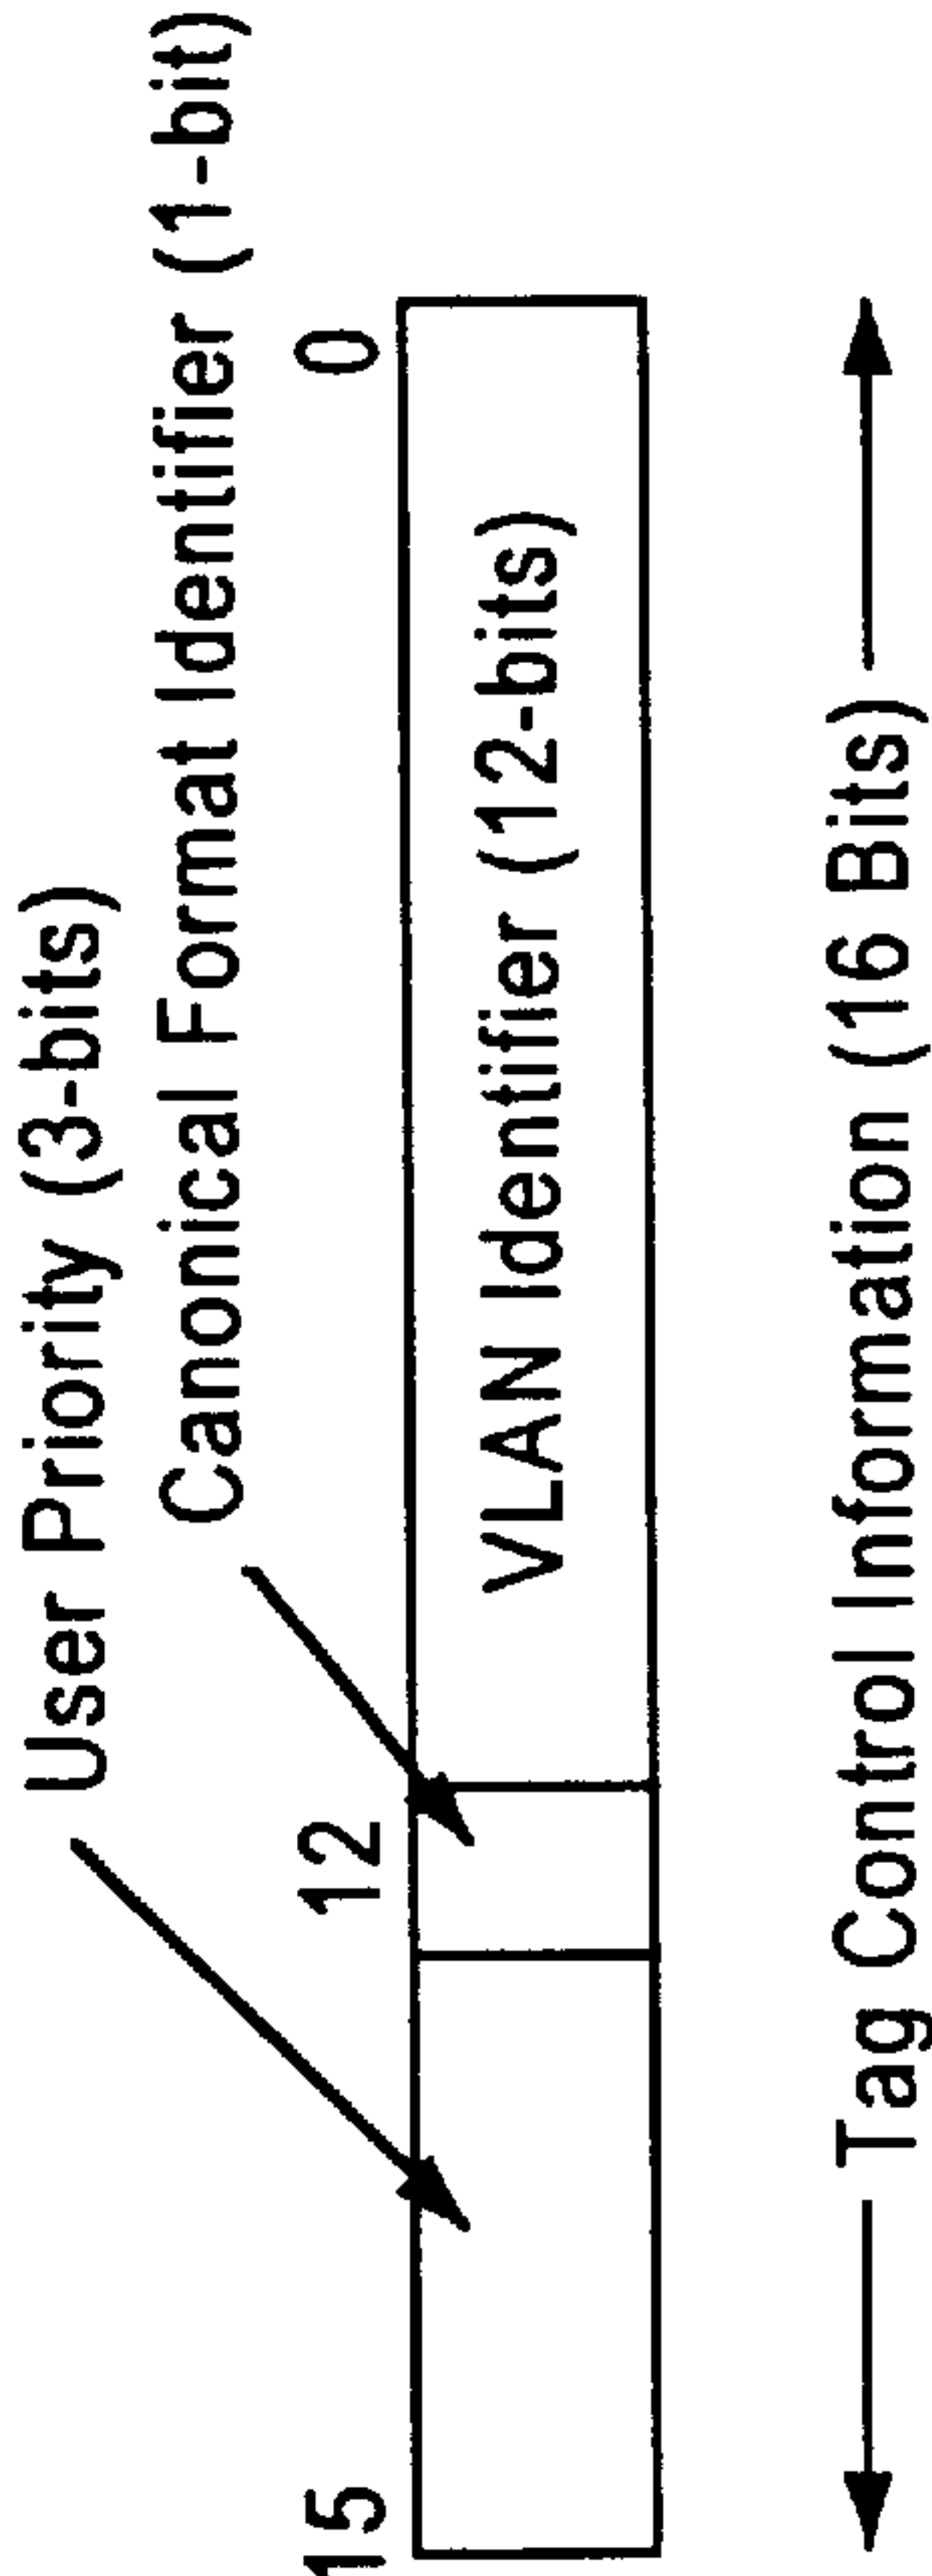 User Priority (3-bits)
Canonical Format Identifier (1-bit)
15 12 0
VLAN Identifier (12-bits)
Tag Control Information (16 Bits)